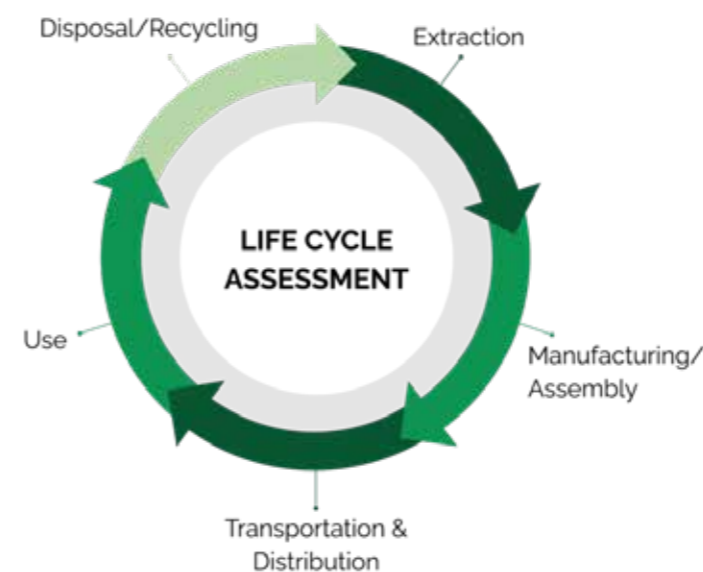 Disposal/Recycling
Extraction
LIFE CYCLE
ASSESSMENT
Use
Manufacturing/
Assembly
Transportation &
Distribution